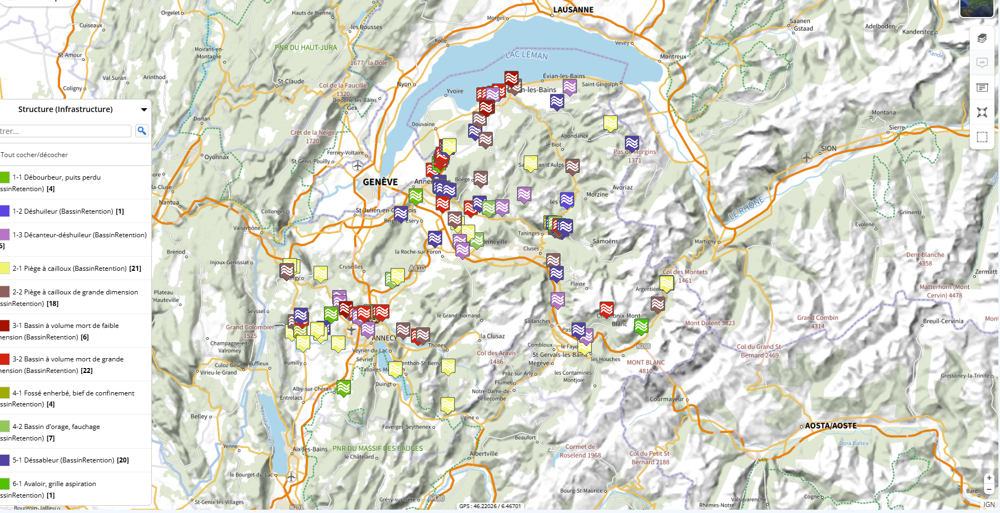 Structure (Infrastructure)
trer...
Tout cocher/décocher
1-1 Débourbeur, puits perdu
ssinRetention) [4]
1-2 Déshuileur (BassinRetention) [1]
1-3 Décanteur-déshuileur (BassinRetention)
6]
2-1 Piège à cailloux (BassinRetention) [21]
2-2 Piège à cailloux de grande dimension
ssinRetention) [18]
3-1 Bassin à volume mort de faible
nension (BassinRetention) [6]
3-2 Bassin à volume mort de grande
nension (BassinRetention) [22]
4-1 Fossé enherbé, bief de confinement
ssinRetention) [4]
4-2 Bassin d'orage, fauchage
ssinRetention) [7]
5-1 Déssableur (BassinRetention) [20]
6-1 Avaloir, grille aspiration
ssinRetention) [1]
Orgelet
Hauts de Bienne
LAUSANNE
Morges
Cuiseaux
les Rousses
Saanen
Gstaad
Adelboden
Kandersteg
Rolle
Vevey
St-Amour
Moirans-en-
Montagne
PNR DU HAUT-JURA
LAC LÉMAN
Montreux
Kande
1677 la Dôle
Val Suran
Arinthod
St-Claude
Col de la Faucille
1320
Nyon
Yvoire
Évian-les-Bains
n-les-Bains
Saint-Gingolph
Coligny
Divonne-les-Bains
Gex
Dortan
Crêt de la Neige
1720
Douvaine
Abondance
le Biot
Pas de Morgins
1371
Montana
Sierre
SION
Oyonnax
Ferney-Voltaire
St-Genis-Pouilly
GENÈVE
Boëge
Morzine
Avoriaz
les
la-Cluse
Nantua
Collonges
St-Julien-en-G
ois
LE RHÔNE
Grimentz
Evolène
Valserhône
Taninges
Samoëns
Martigny
onneville
la Roche-sur-Foron
Cluses
Brénod
Injoux-Génissiat
Cruseilles
A410
Dent Blanche
4358
Zermatt
Col des Montets
1461
Flaine
Argentière
Matterhorn (Mont
Cervin) 4478
Plateau
Seyssel
le Grand-Bornand
Sallanches
Mont Dolent 3823
Grand Combin
4314
Breuil-Cervinia
Mont
Grand Colombier
1525
ANNECY
la Clusaz
Blanc
Champagne-en-
Valromey
Thônes
Combloux
le Faye
N205
Col du Grand St-
Bernard 2469
Veyrier-du-Lac
Col des Aravis
1486
St-Gervais-les-Bains
les Houches
Culoz-Béon
Ruffieux
Rumilly
Sévrier
Megève
MONT BLANC
4810
Virieu-le-Grand
Praz-sur-Arly
les Contamines-
Montjoie
Gressoney-la-Trinité
Alby-sur-Chéran
Duingt
Flumet
Notre-Dame-de-
Bellecombe
Entrelacs
Courmayeur
Belley
Ugine
Faverges-Seythenex
AOSTA/AOSTE
Beaufort
Dora Baltea
Yenne
Aix-les-Bains
PNR DU MASSIF DES BAUGES
le Châtelard
Albertville
Cormet de
Roselend 1968
Col du Petit St-
Bernard 2188
le Bourget-du-Lac
Bourg-St-Maurice
Bard
Cogne
St-Genix-les-Villages
Grésy-sur-Isère
A430
Rhêmes-Notre-
Valsavarenche
Bourgoin-Jallieu
N201
GPS : 46.22026 / 6.46701
+
−
IGN